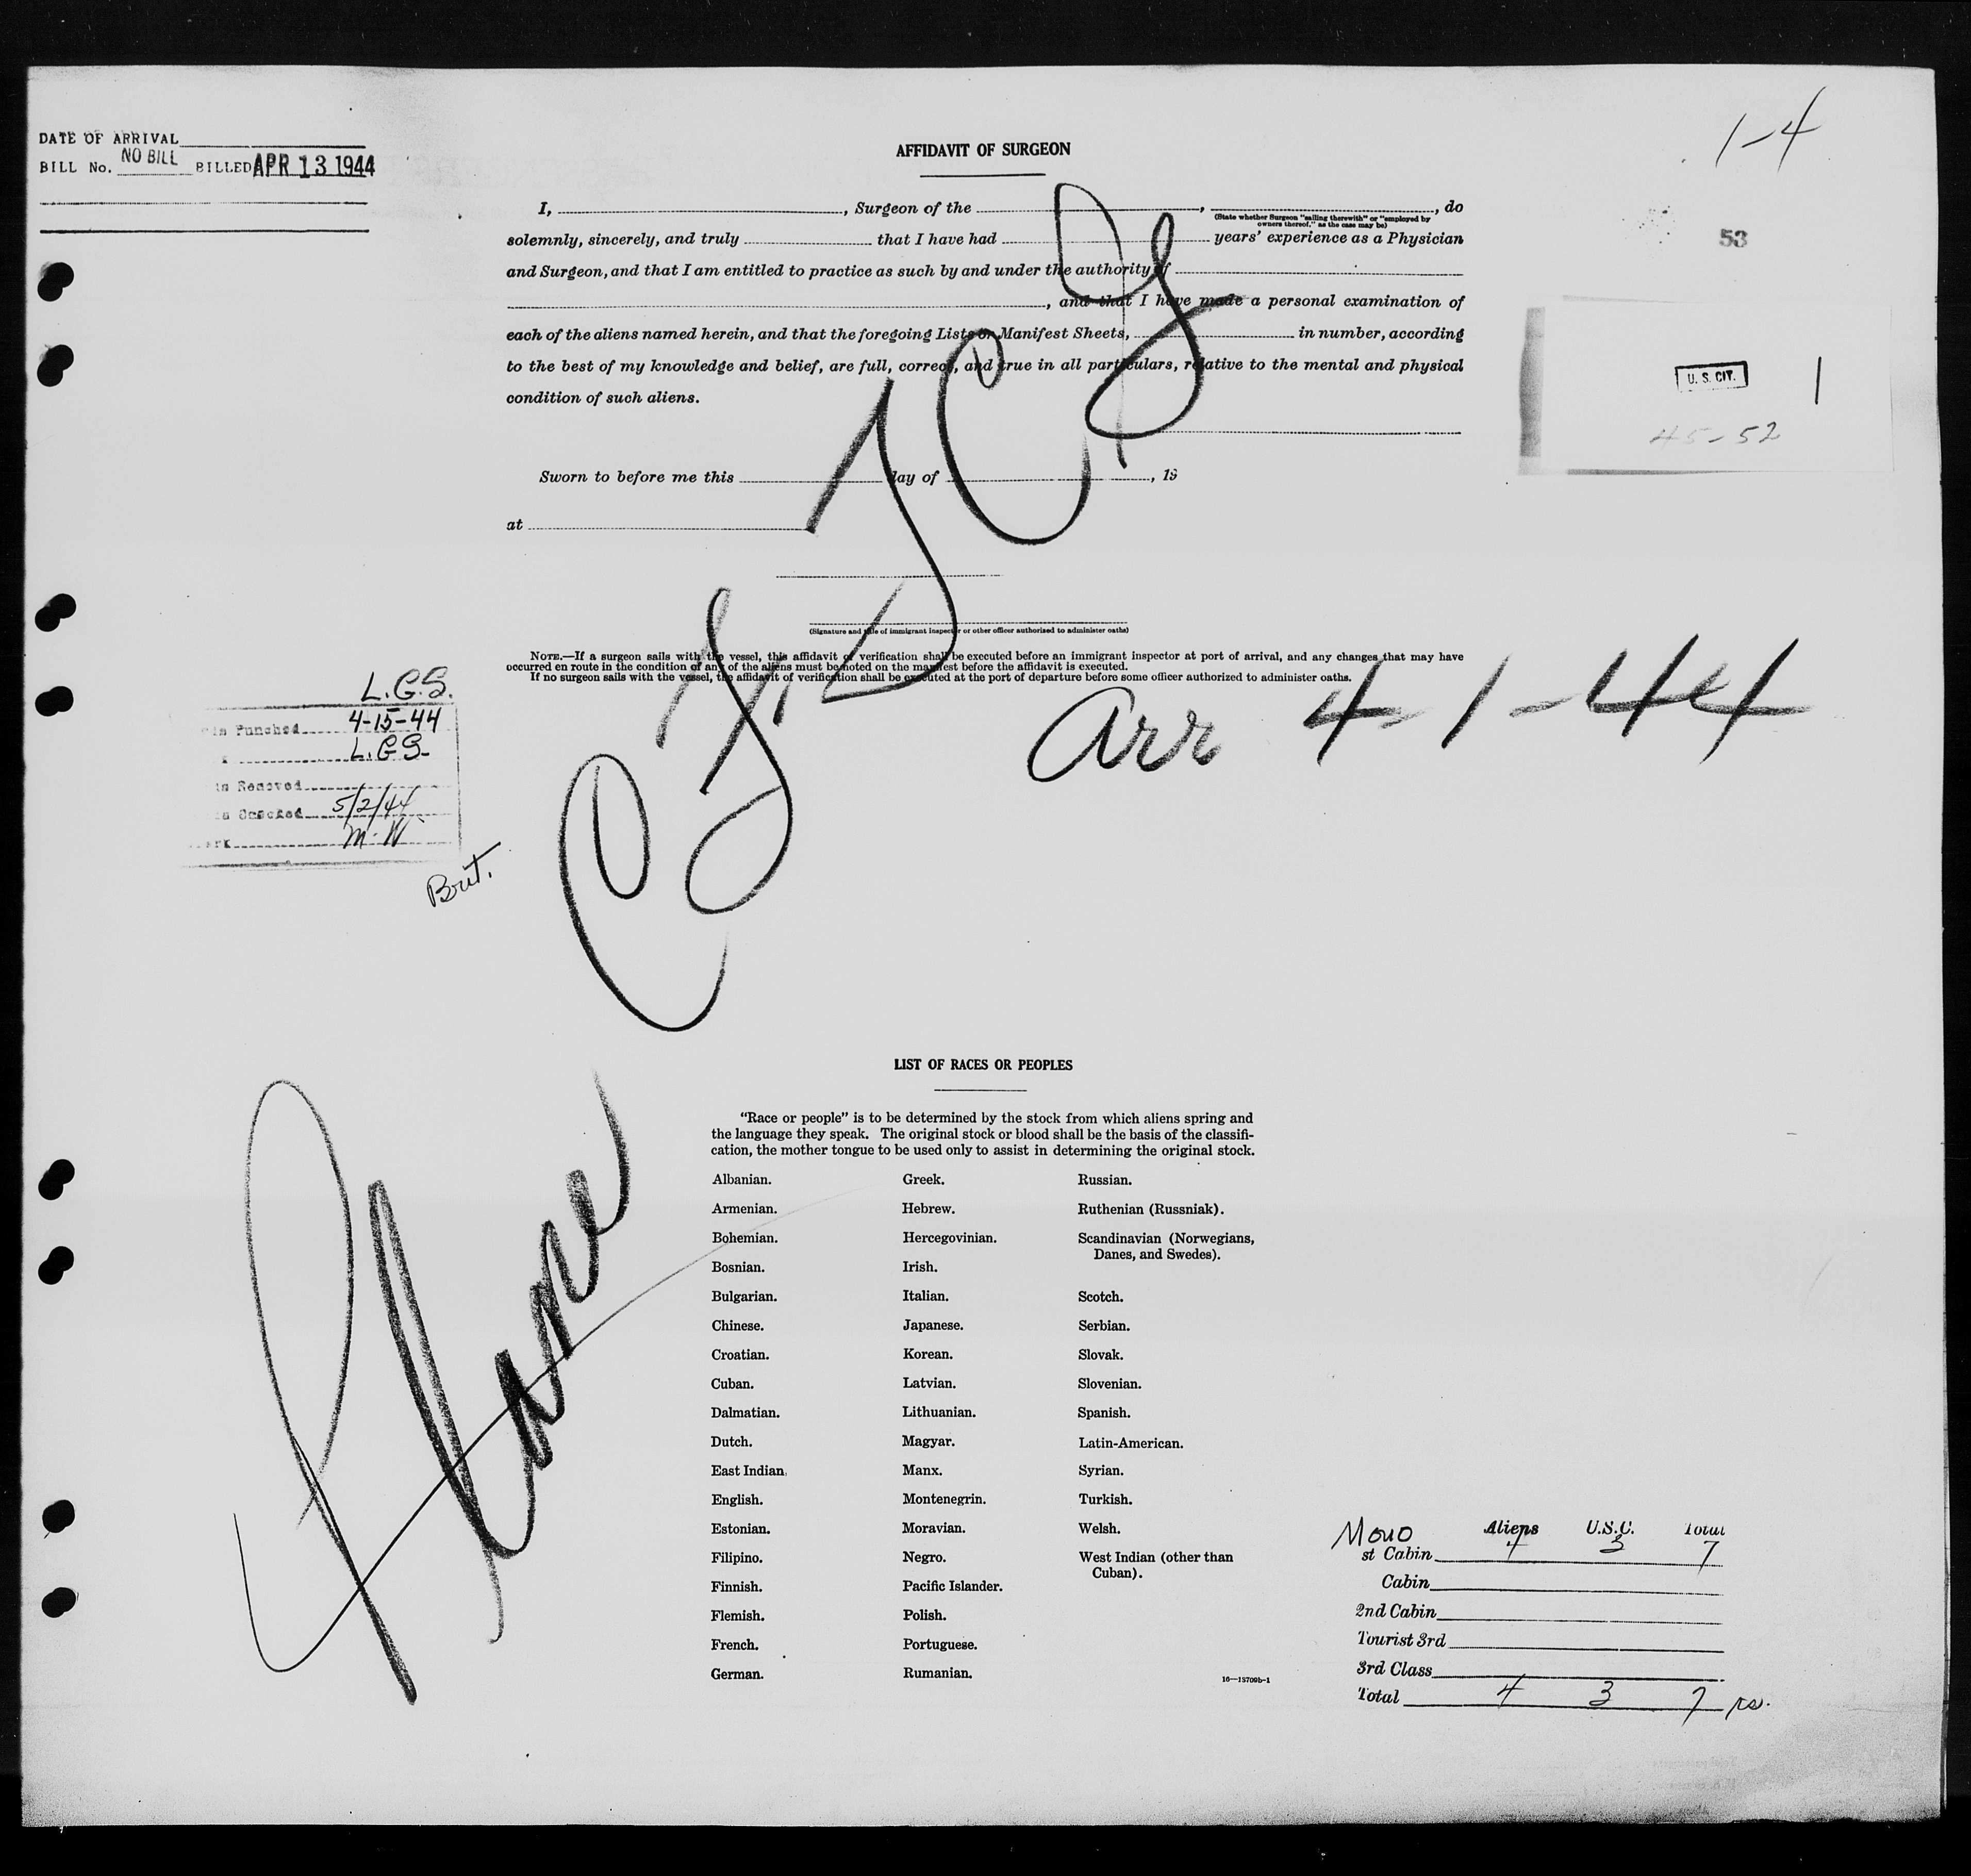 1-4
DATE OF ARRIVAL
BILL No. NO BILL BILLED APR 13 1944
AFFIDAVIT OF SURGEON
I, , Surgeon of the , , do
(State whether Surgeon "sailing therewith" or "employed by
owners thereof," as the case may be)
solemnly, sincerely, and truly that I have had years' experience as a Physician
and Surgeon, and that I am entitled to practice as such by and under the authority of
, and that I have made a personal examination of
each of the aliens named herein, and that the foregoing Lists or Manifest Sheets, in number, according
to the best of my knowledge and belief, are full, correct, and true in all particulars, relative to the mental and physical
condition of such aliens.
53
U. S. CIT. 1
45-52
Sworn to before me this day of , 19
at
(Signature and title of immigrant inspector or other officer authorized to administer oaths)
NOTE.—If a surgeon sails with the vessel, this affidavit of verification shall be executed before an immigrant inspector at port of arrival, and any changes that may have
occurred en route in the condition of any of the aliens must be noted on the manifest before the affidavit is executed.
If no surgeon sails with the vessel, the affidavit of verification shall be executed at the port of departure before some officer authorized to administer oaths.
L.G.S.
Punched 4-15-44
L.G.S.
Removed
Checked 5/2/44
M.W
Brit.
Arr 4-1-44
Plane
LIST OF RACES OR PEOPLES
"Race or people" is to be determined by the stock from which aliens spring and
the language they speak. The original stock or blood shall be the basis of the classifi-
cation, the mother tongue to be used only to assist in determining the original stock.
Albanian. Greek. Russian.
Armenian. Hebrew. Ruthenian (Russniak).
Bohemian. Hercegovinian. Scandinavian (Norwegians,
Danes, and Swedes).
Bosnian. Irish.
Bulgarian. Italian. Scotch.
Chinese. Japanese. Serbian.
Croatian. Korean. Slovak.
Cuban. Latvian. Slovenian.
Dalmatian. Lithuanian. Spanish.
Dutch. Magyar. Latin-American.
East Indian. Manx. Syrian.
English. Montenegrin. Turkish.
Estonian. Moravian. Welsh.
Filipino. Negro. West Indian (other than
Cuban).
Finnish. Pacific Islander.
Flemish. Polish.
French. Portuguese.
German. Rumanian.
16—18709b-1
Mono Aliens U.S.C. Total
st Cabin 4 3 7
Cabin
2nd Cabin
Tourist 3rd
3rd Class
Total 4 3 7